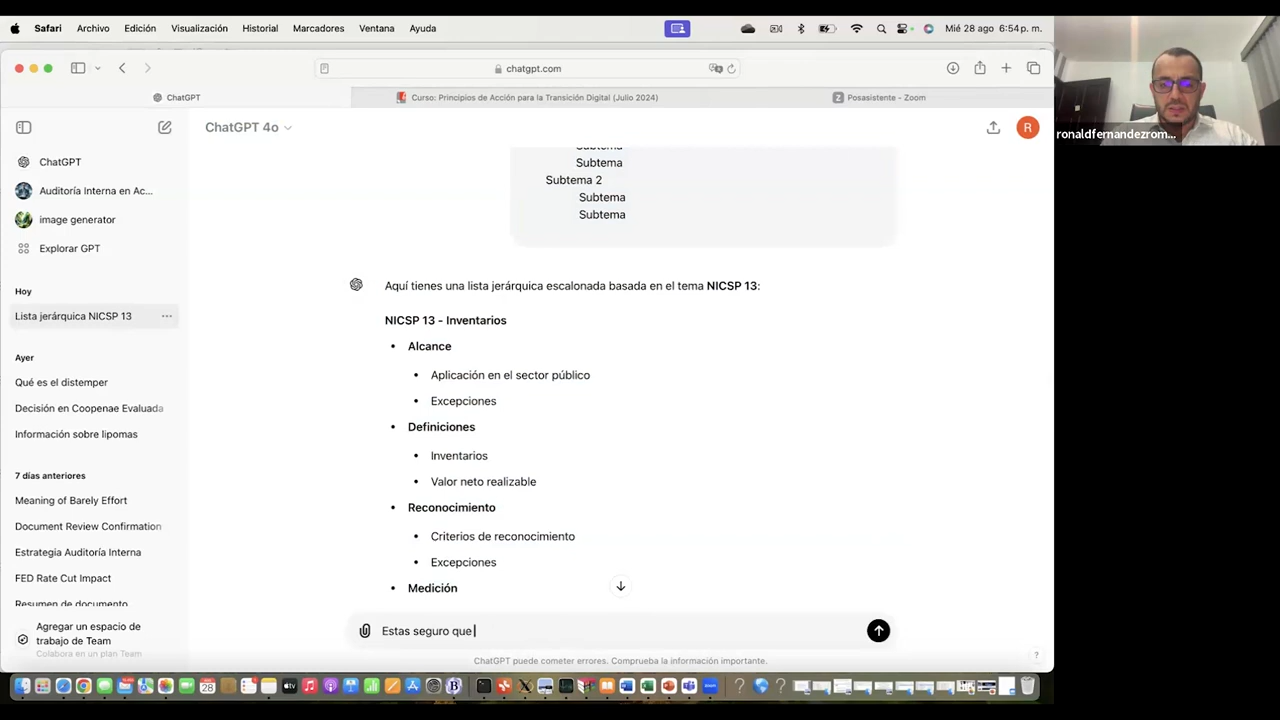 Safari Archivo Edición Visualización Historial Marcadores Ventana Ayuda Mié 28 ago 6:54 p. m.
chatgpt.com
ChatGPT Curso: Principios de Acción para la Transición Digital (Julio 2024) Z Posasistente - Zoom
ChatGPT 4o R
ChatGPT
Auditoría Interna en Ac...
image generator
Explorar GPT
Hoy
Lista jerárquica NICSP 13 ...
Ayer
Qué es el distemper
Decisión en Coopenae Evaluada
Información sobre lipomas
7 días anteriores
Meaning of Barely Effort
Document Review Confirmation
Estrategia Auditoría Interna
FED Rate Cut Impact
Resumen de documento
Agregar un espacio de
trabajo de Team
Colabora en un plan Team
Subtema
Subtema
Subtema 2
Subtema
Subtema
Aquí tienes una lista jerárquica escalonada basada en el tema NICSP 13:
NICSP 13 - Inventarios
• Alcance
• Aplicación en el sector público
• Excepciones
• Definiciones
• Inventarios
• Valor neto realizable
• Reconocimiento
• Criterios de reconocimiento
• Excepciones
• Medición
Estas seguro que
ChatGPT puede cometer errores. Comprueba la información importante.
?
ronaldfernandezrom...